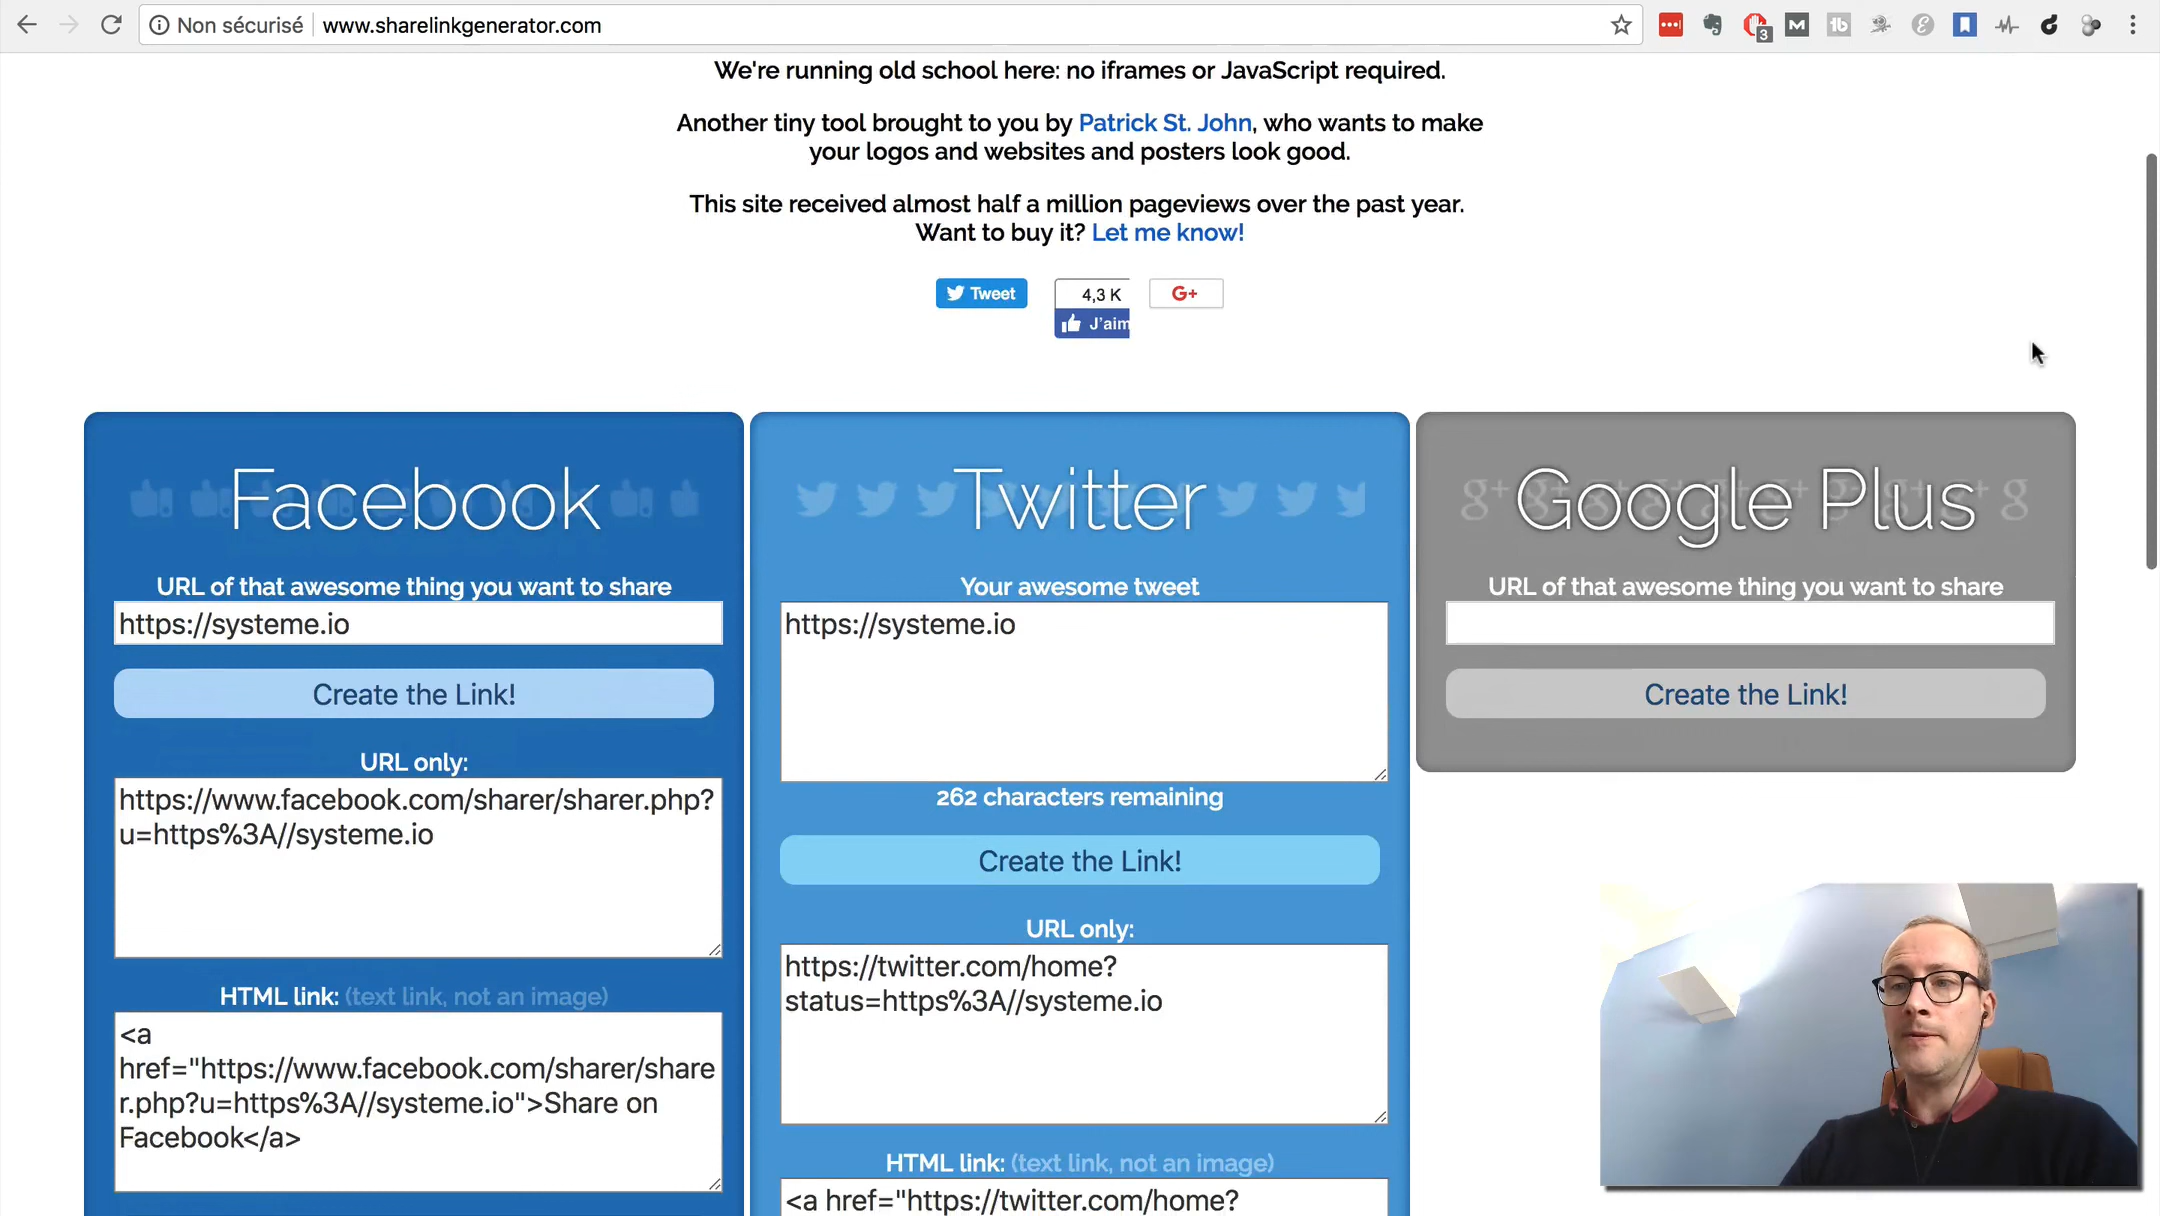 Non sécurisé
www.sharelinkgenerator.com
3
We're running old school here: no iframes or JavaScript required.
Another tiny tool brought to you by Patrick St. John, who wants to make
your logos and websites and posters look good.
This site received almost half a million pageviews over the past year.
Want to buy it? Let me know!
Tweet
4,3 K
J'aim
G+
Facebook
URL of that awesome thing you want to share
https://systeme.io
Create the Link!
URL only:
https://www.facebook.com/sharer/sharer.php?
u=https%3A//systeme.io
HTML link: (text link, not an image)
<a
href="https://www.facebook.com/sharer/share
r.php?u=https%3A//systeme.io">Share on
Facebook</a>
Twitter
Your awesome tweet
https://systeme.io
262 characters remaining
Create the Link!
URL only:
https://twitter.com/home?
status=https%3A//systeme.io
HTML link: (text link, not an image)
<a href="https://twitter.com/home?
Google Plus
URL of that awesome thing you want to share
Create the Link!